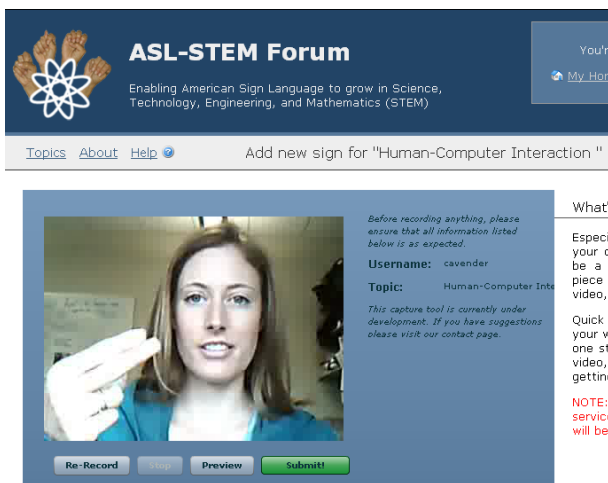 ASL-STEM Forum
Enabling American Sign Language to grow in Science,
Technology, Engineering, and Mathematics (STEM)
You'r
My Hor
Topics About Help
Add new sign for "Human-Computer Interaction "
Before recording anything, please
ensure that all information listed
below is as expected.
Username: cavender
Topic: Human-Computer Inte
This capture tool is currently under
development. If you have suggestions
please visit our contact page.
Re-Record Stop Preview Submit!
What'
Especi
your c
be a
piece
video,
Quick
your w
one st
video,
gettin
NOTE:
service
will be